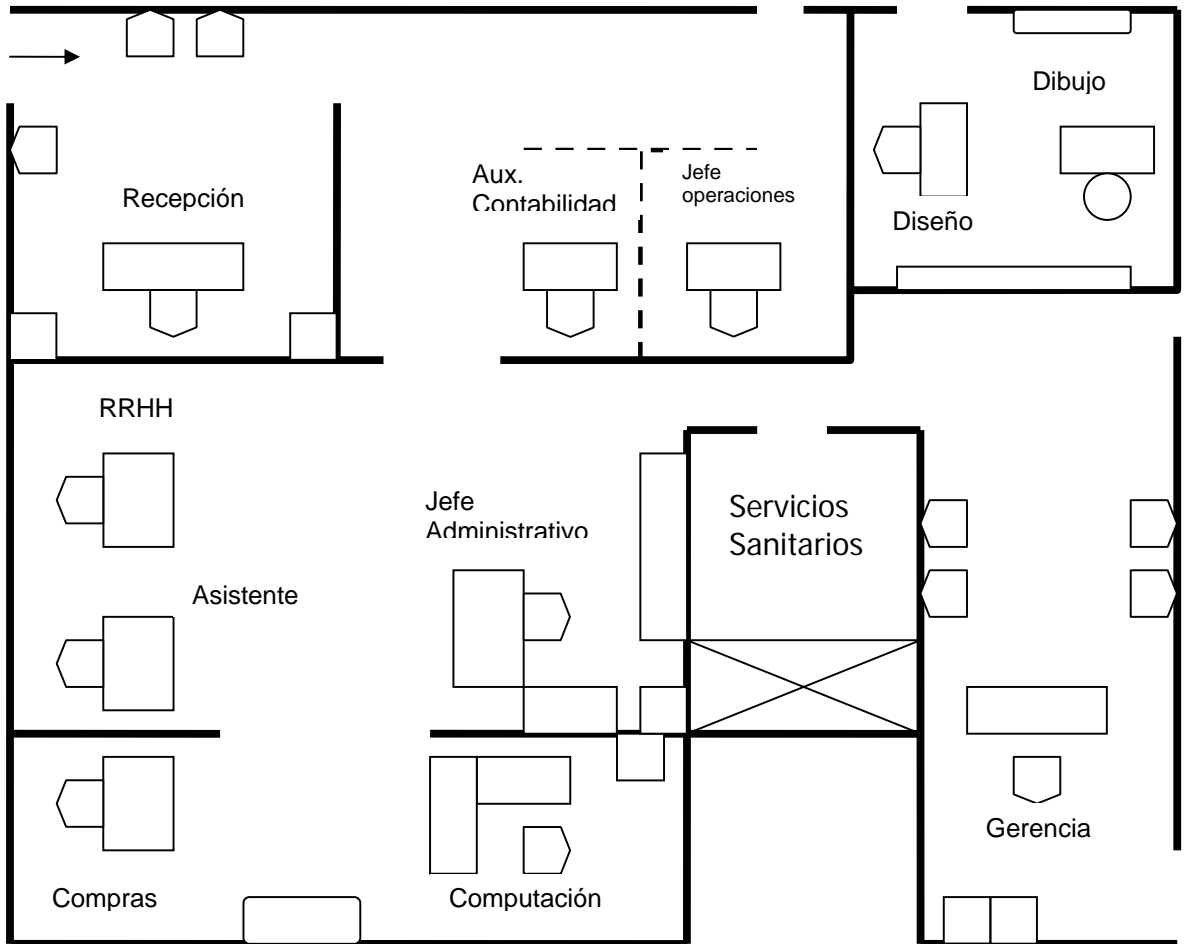 Dibujo
Recepción
Aux.
Contabilidad
Jefe
operaciones
Diseño
RRHH
Jefe
Administrativo
Servicios
Sanitarios
Asistente
Gerencia
Compras
Computación